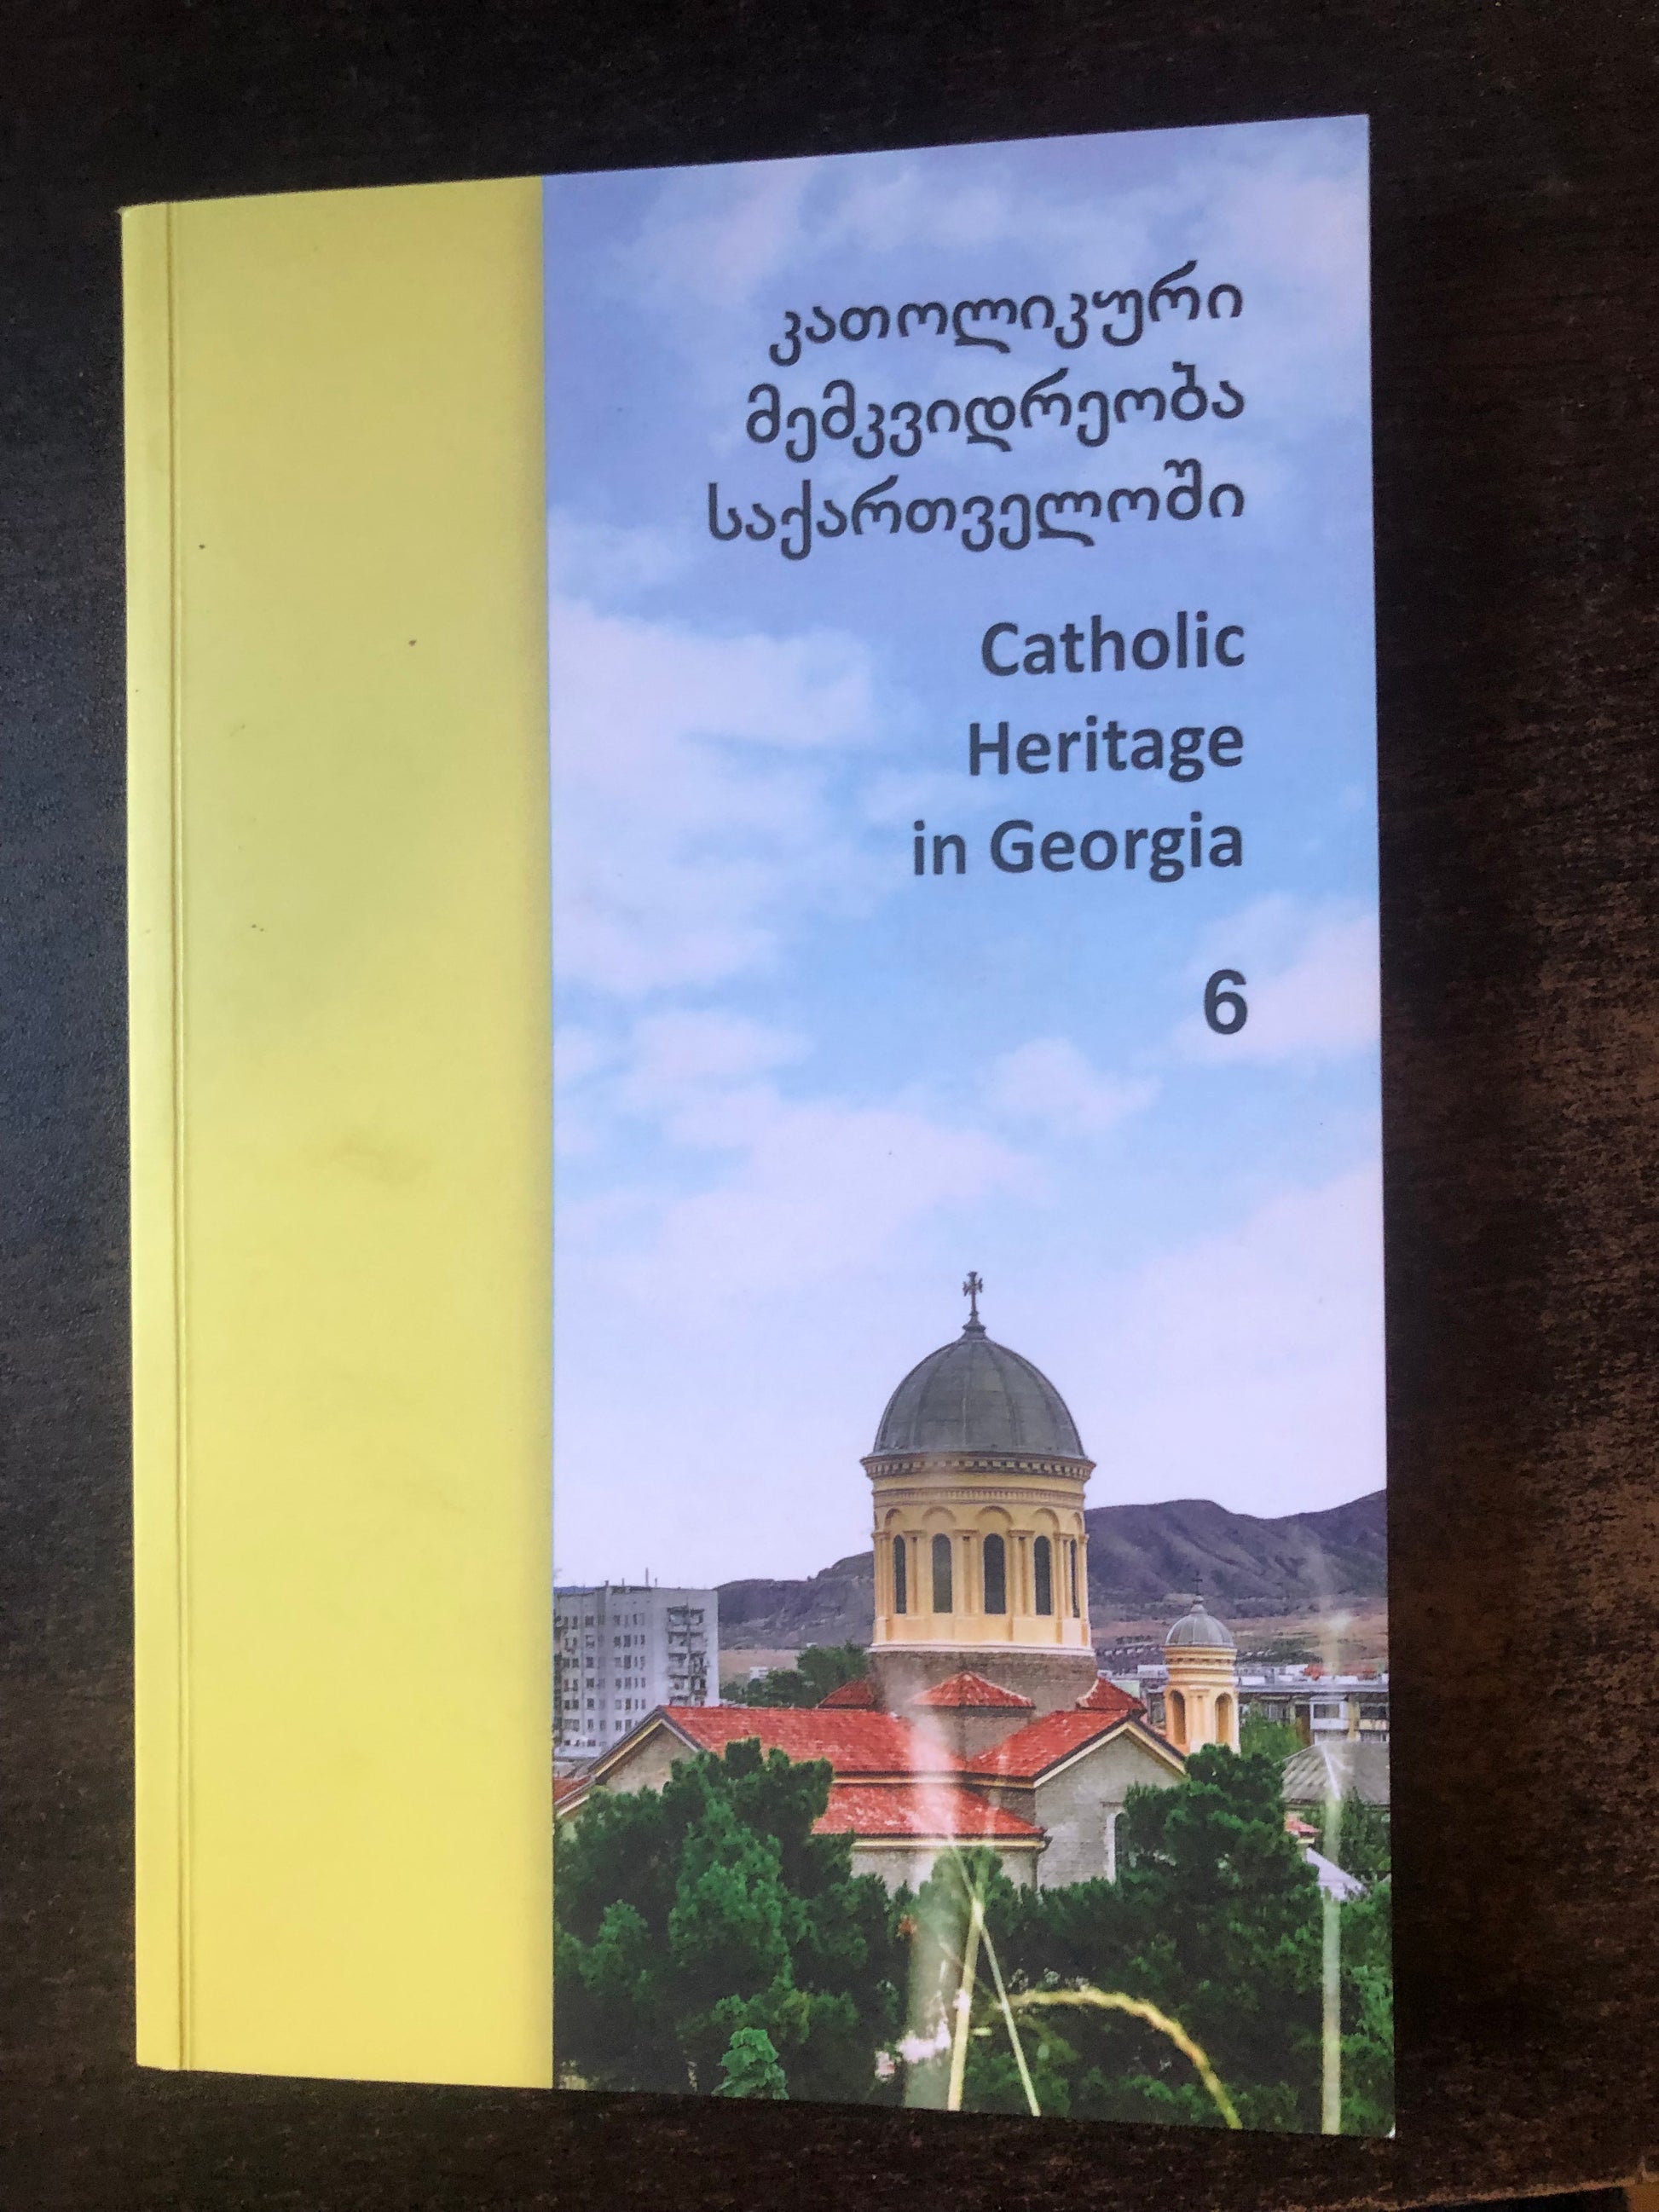 კათოლიკური
მემკვიდრეობა
საქართველოში
Catholic
Heritage
in Georgia
6